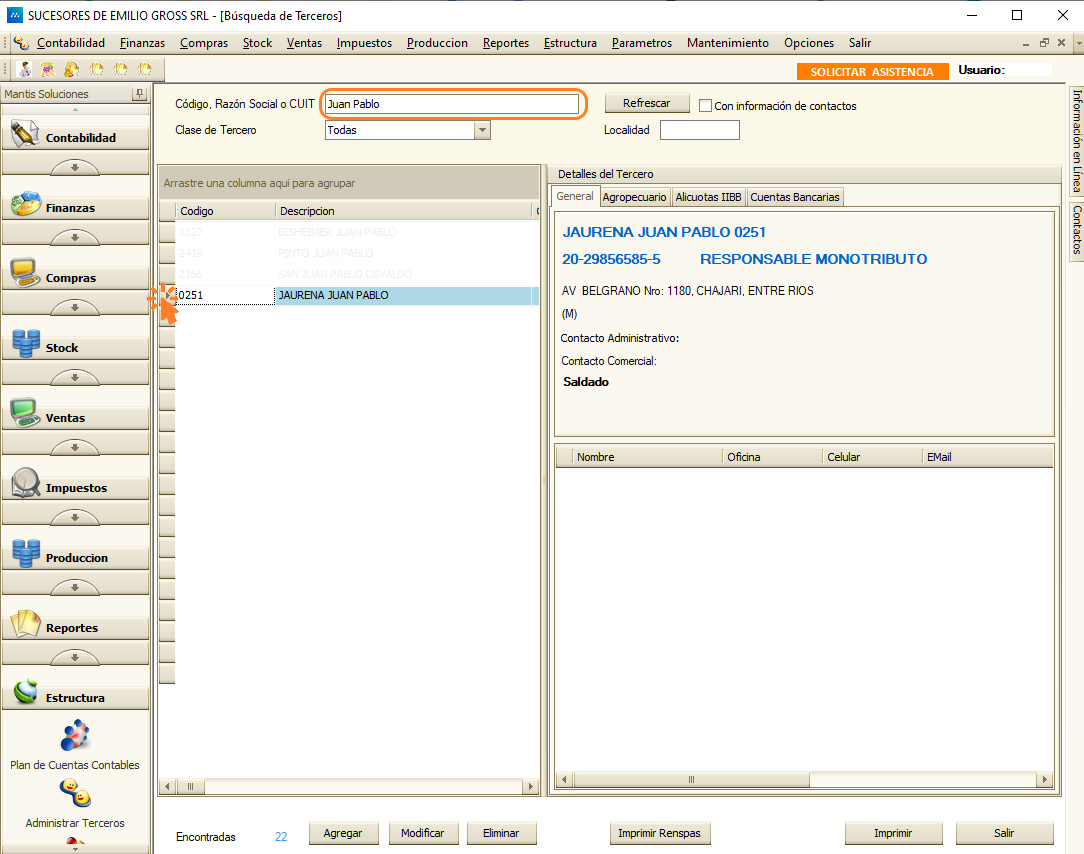 SUCESORES DE EMILIO GROSS SRL - [Búsqueda de Terceros]
Contabilidad Finanzas Compras Stock Ventas Impuestos Produccion Reportes Estructura Parametros Mantenimiento Opciones Salir
SOLICITAR ASISTENCIA Usuario:
Mantis Soluciones
Código, Razón Social o CUIT Juan Pablo Refrescar Con información de contactos
Clase de Tercero Todas Localidad
Contabilidad
Finanzas
Compras
Stock
Ventas
Impuestos
Produccion
Reportes
Estructura
Plan de Cuentas Contables
Administrar Terceros
Arrastre una columna aqui para agrupar
Codigo Descripcion
0327 BISHEIMER JUAN PABLO
2419 PINTO JUAN PABLO
2166 SAN JUAN PABLO OSVALDO
0251 JAURENA JUAN PABLO
Detalles del Tercero
General Agropecuario Alicuotas IIBB Cuentas Bancarias
JAURENA JUAN PABLO 0251
20-29856585-5 RESPONSABLE MONOTRIBUTO
AV BELGRANO Nro: 1180, CHAJARI, ENTRE RIOS
(M)
Contacto Administrativo:
Contacto Comercial:
Saldado
Nombre Oficina Celular EMail
Información en Línea
Contactos
Encontradas 22 Agregar Modificar Eliminar Imprimir Renspas Imprimir Salir